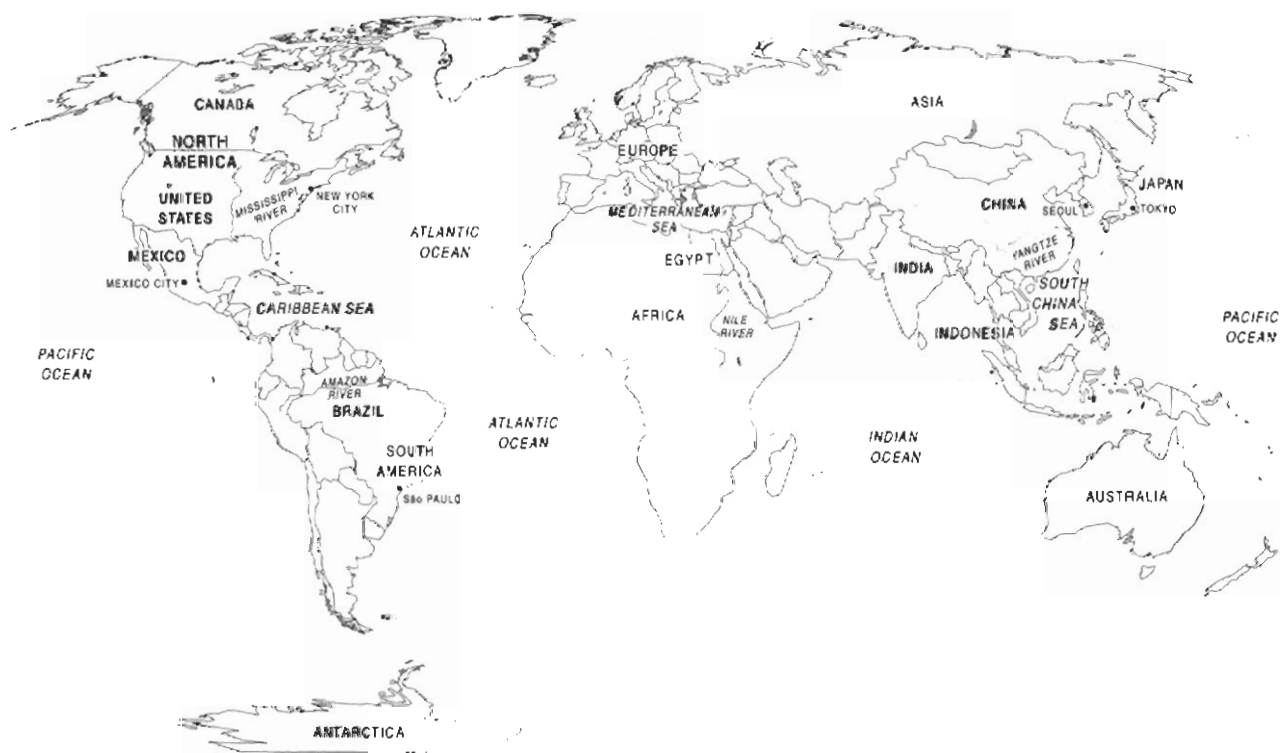 CANADA
NORTH
AMERICA
UNITED
STATES
MISSISSIPPI
RIVER
NEW YORK
CITY
MEXICO
MEXICO CITY
ATLANTIC
OCEAN
CARIBBEAN SEA
PACIFIC
OCEAN
AMAZON
RIVER
BRAZIL
SOUTH
AMERICA
São PAULO
ATLANTIC
OCEAN
ANTARCTICA
EUROPE
MEDITERRANEAN
SEA
EGYPT
AFRICA
NILE
RIVER
ASIA
CHINA
SEOUL
JAPAN
TOKYO
YANGTZE
RIVER
INDIA
SOUTH
CHINA
SEA
INDONESIA
PACIFIC
OCEAN
INDIAN
OCEAN
AUSTRALIA